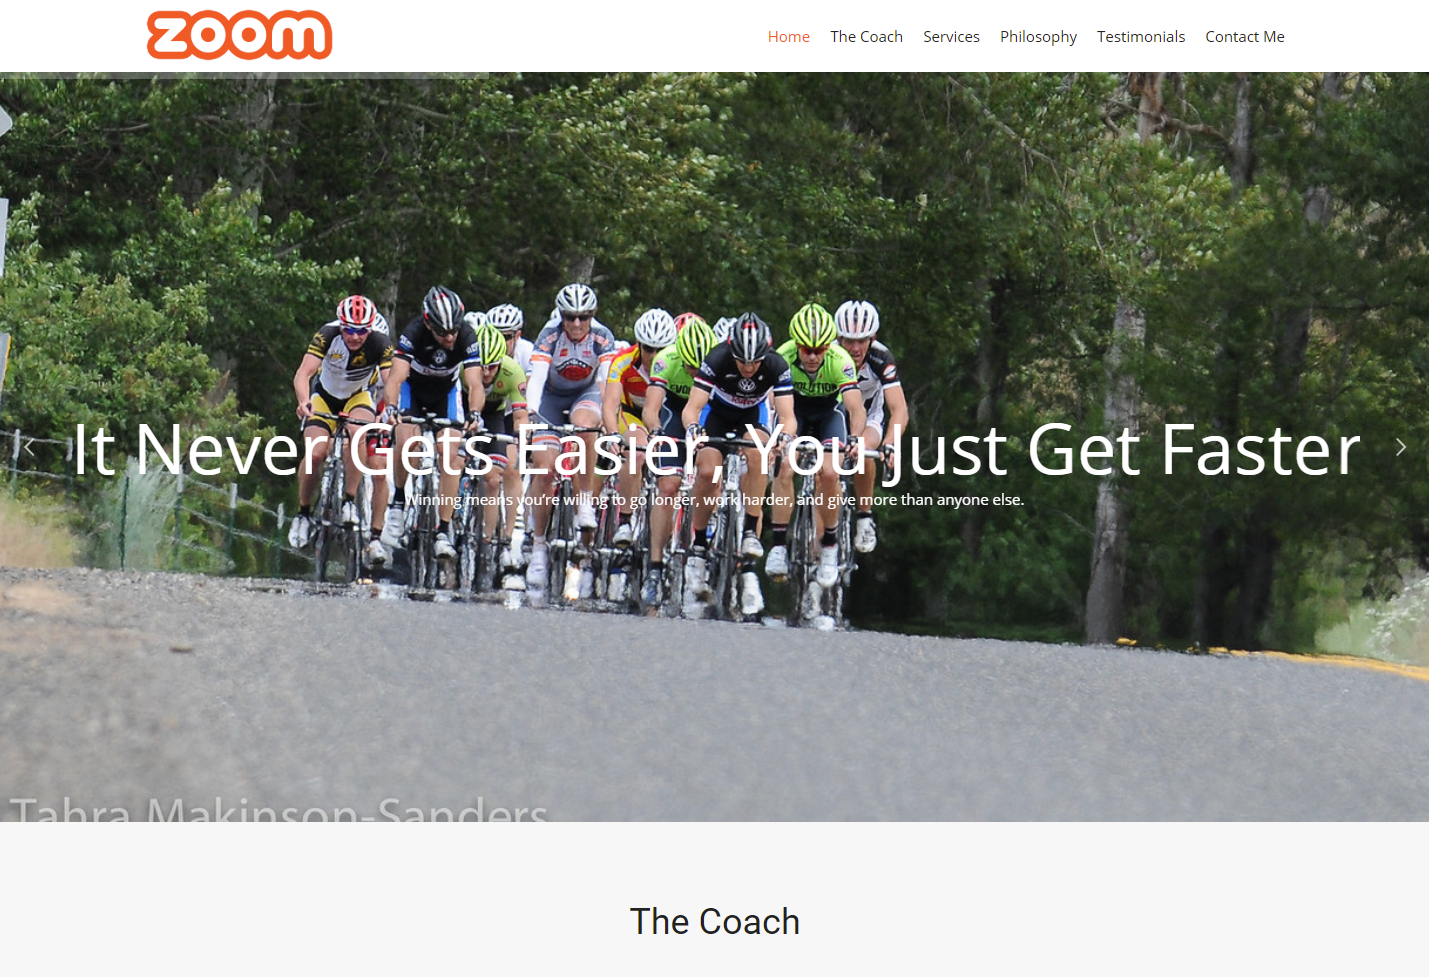 zoom
Home The Coach Services Philosophy Testimonials Contact Me
It Never Gets Easier, You Just Get Faster
Winning means you're willing to go longer, work harder, and give more than anyone else.
Tahra Makinson-Sanders
The Coach